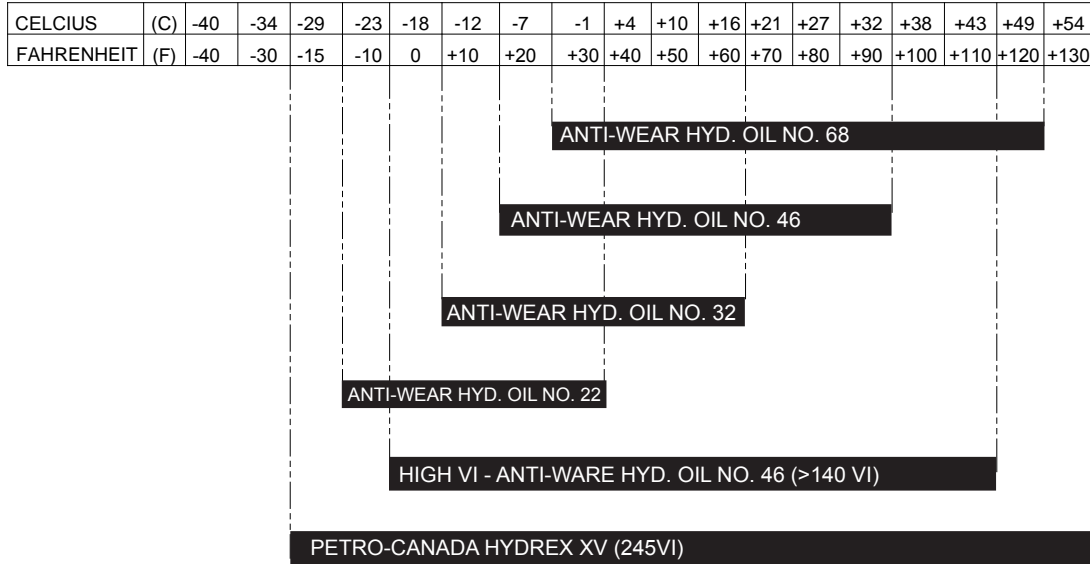 CELCIUS (C) -40 -34 -29 -23 -18 -12 -7 -1 +4 +10 +16 +21 +27 +32 +38 +43 +49 +54
FAHRENHEIT (F) -40 -30 -15 -10 0 +10 +20 +30 +40 +50 +60 +70 +80 +90 +100 +110 +120 +130
ANTI-WEAR HYD. OIL NO. 68
ANTI-WEAR HYD. OIL NO. 46
ANTI-WEAR HYD. OIL NO. 32
ANTI-WEAR HYD. OIL NO. 22
HIGH VI - ANTI-WARE HYD. OIL NO. 46 (>140 VI)
PETRO-CANADA HYDREX XV (245VI)